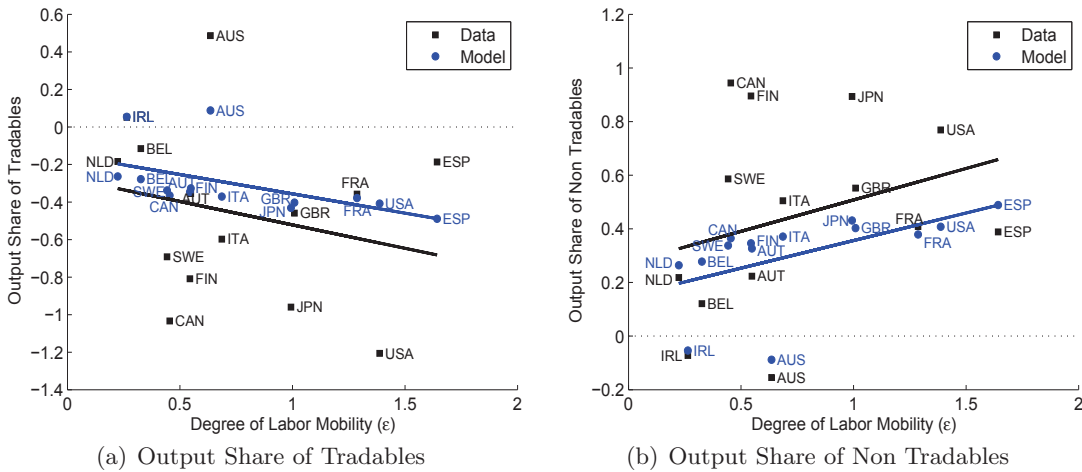 0.6
0.4
0.2
0
−0.2
−0.4
−0.6
−0.8
−1
−1.2
−1.4
Output Share of Tradables
Data
Model
AUS
IRL
AUS
BEL
NLD
NLD
BEL
AUT
FIN
SWE
CAN
AUT
ITA
GBR
JPN
GBR
FRA
FRA
USA
ESP
ESP
ITA
SWE
FIN
CAN
JPN
USA
0
0.5
1
1.5
2
Degree of Labor Mobility (ε)
(a) Output Share of Tradables
1.2
1
0.8
0.6
0.4
0.2
0
−0.2
Output Share of Non Tradables
Data
Model
CAN
FIN
JPN
USA
SWE
GBR
ITA
ESP
CAN
JPN
FRA
USA
SWE
FIN
ITA
GBR
FRA
ESP
AUT
NLD
BEL
NLD
AUT
BEL
IRL
IRL
AUS
AUS
0
0.5
1
1.5
2
Degree of Labor Mobility (ε)
(b) Output Share of Non Tradables